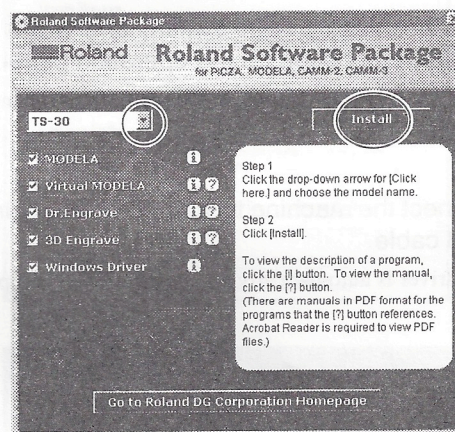 Roland Software Package
Roland
Roland Software Package
for PICZA, MODELA, CAMM-2, CAMM-3
TS-30
Install
MODELA
i
Virtual MODELA
i ?
Dr.Engrave
i ?
3D Engrave
i ?
Windows Driver
i
Step 1
Click the drop-down arrow for [Click
here.] and choose the model name.
Step 2
Click [Install].
To view the description of a program,
click the [i] button. To view the manual,
click the [?] button.
(There are manuals in PDF format for the
programs that the [?] button references.
Acrobat Reader is required to view PDF
files.)
Go to Roland DG Corporation Homepage